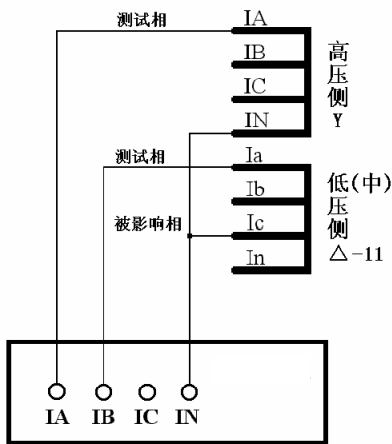 测试相 IA
IB
IC
IN
高压侧 Y
测试相 Ia
Ib
被影响相 Ic
In
低(中)压侧 △-11
IA IB IC IN